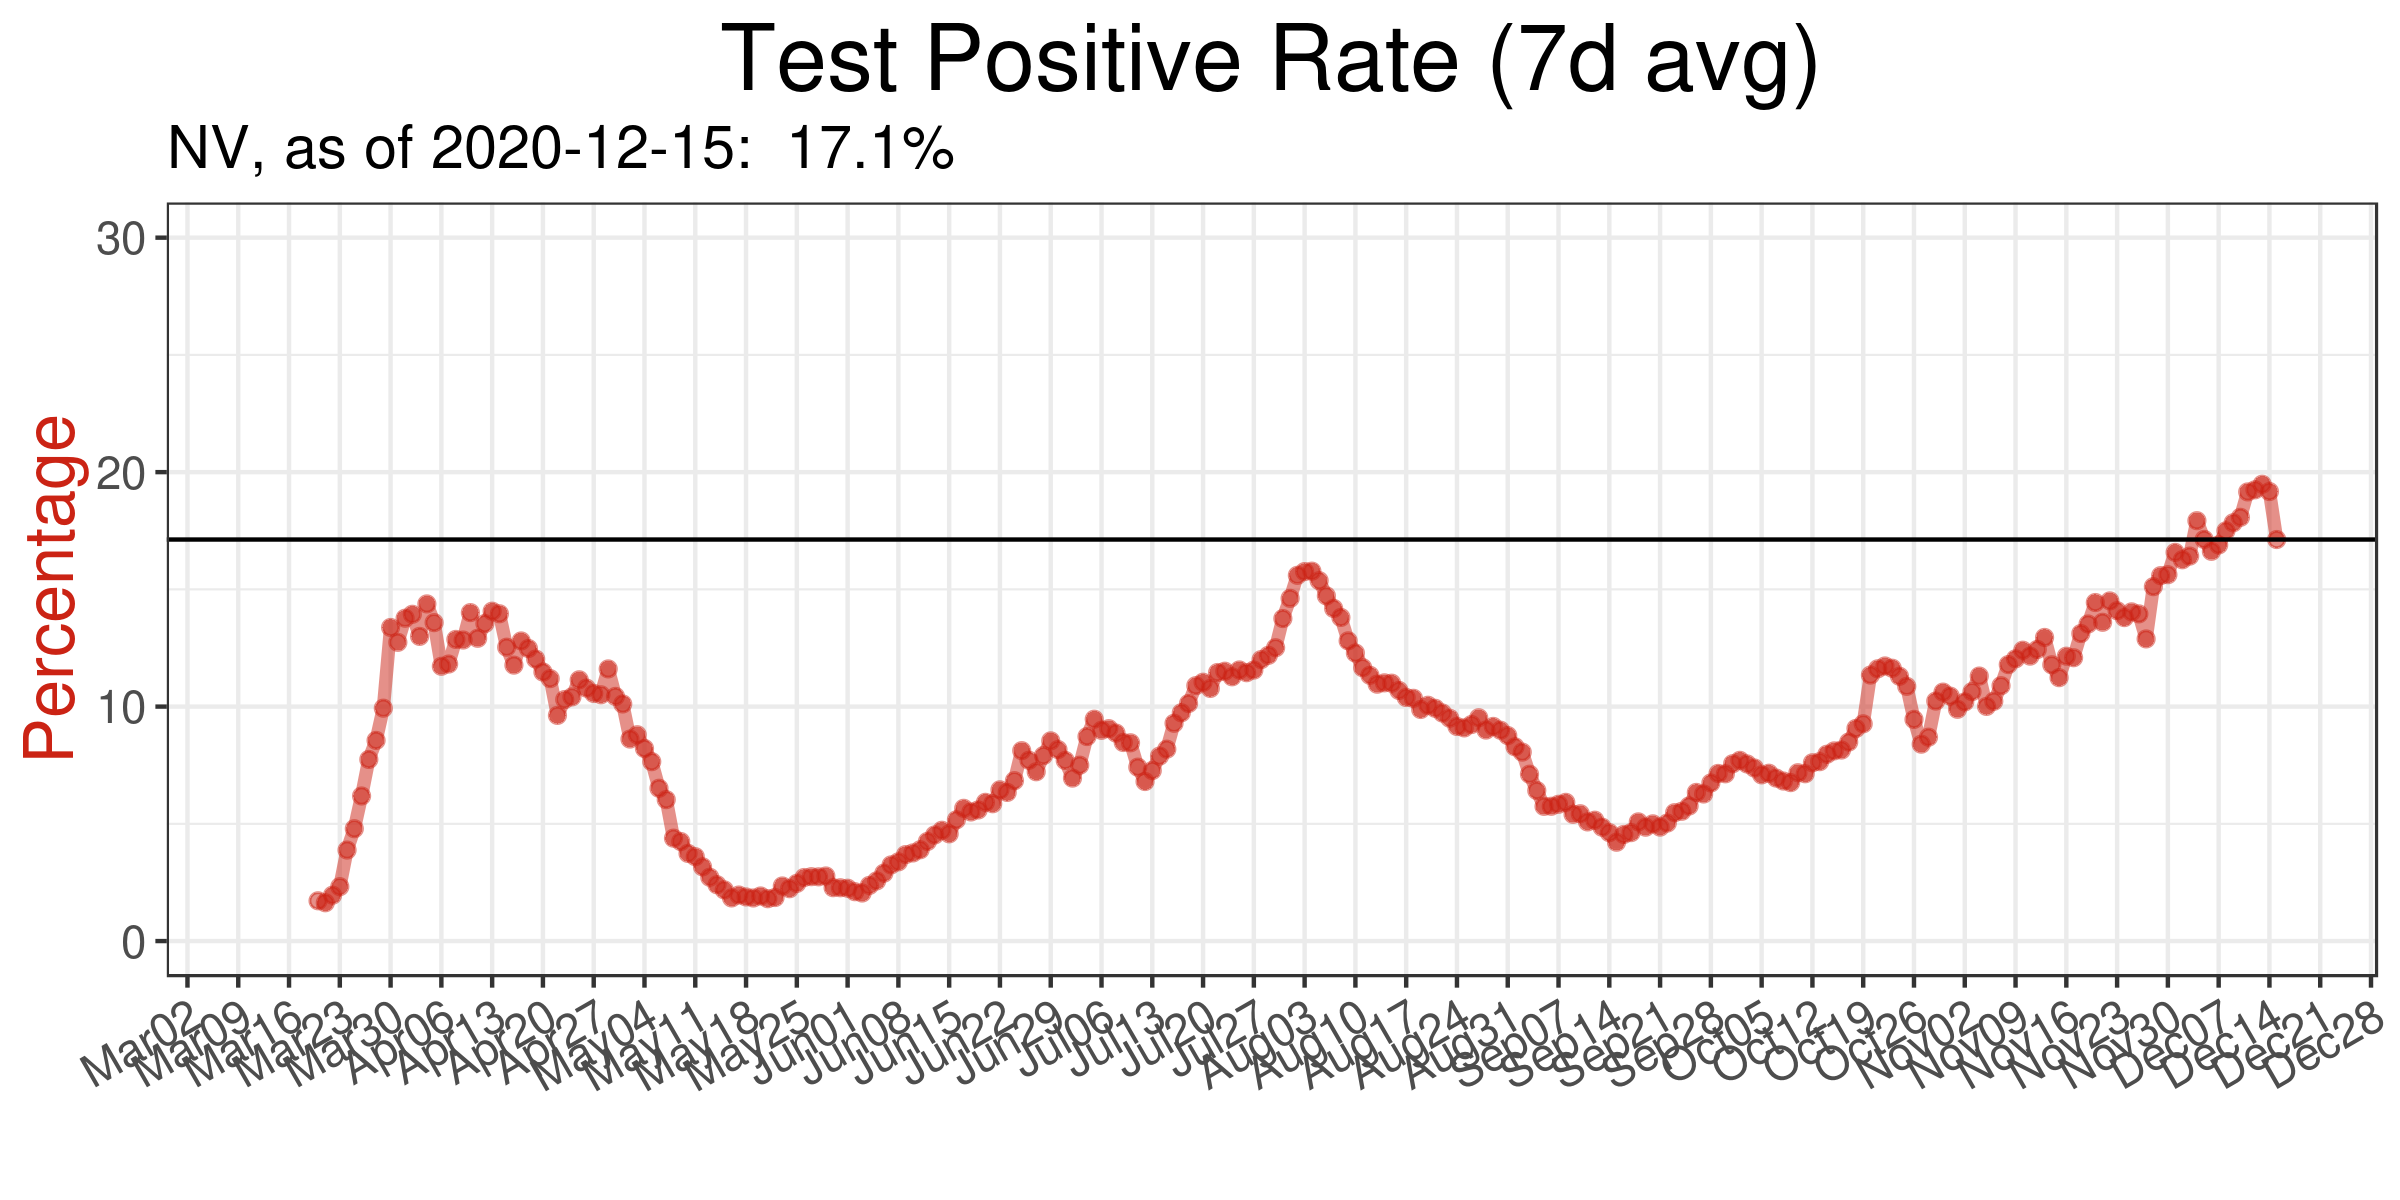 Test Positive Rate (7d avg)
NV, as of 2020-12-15:  17.1%
Percentage
30
20
10
0
Mar02
Mar09
Mar16
Mar23
Mar30
Apr06
Apr13
Apr20
Apr27
May04
May11
May18
May25
Jun01
Jun08
Jun15
Jun22
Jun29
Jul06
Jul13
Jul20
Jul27
Aug03
Aug10
Aug17
Aug24
Aug31
Sep07
Sep14
Sep21
Sep28
Oct05
Oct12
Oct19
Oct26
Nov02
Nov09
Nov16
Nov23
Nov30
Dec07
Dec14
Dec21
Dec28